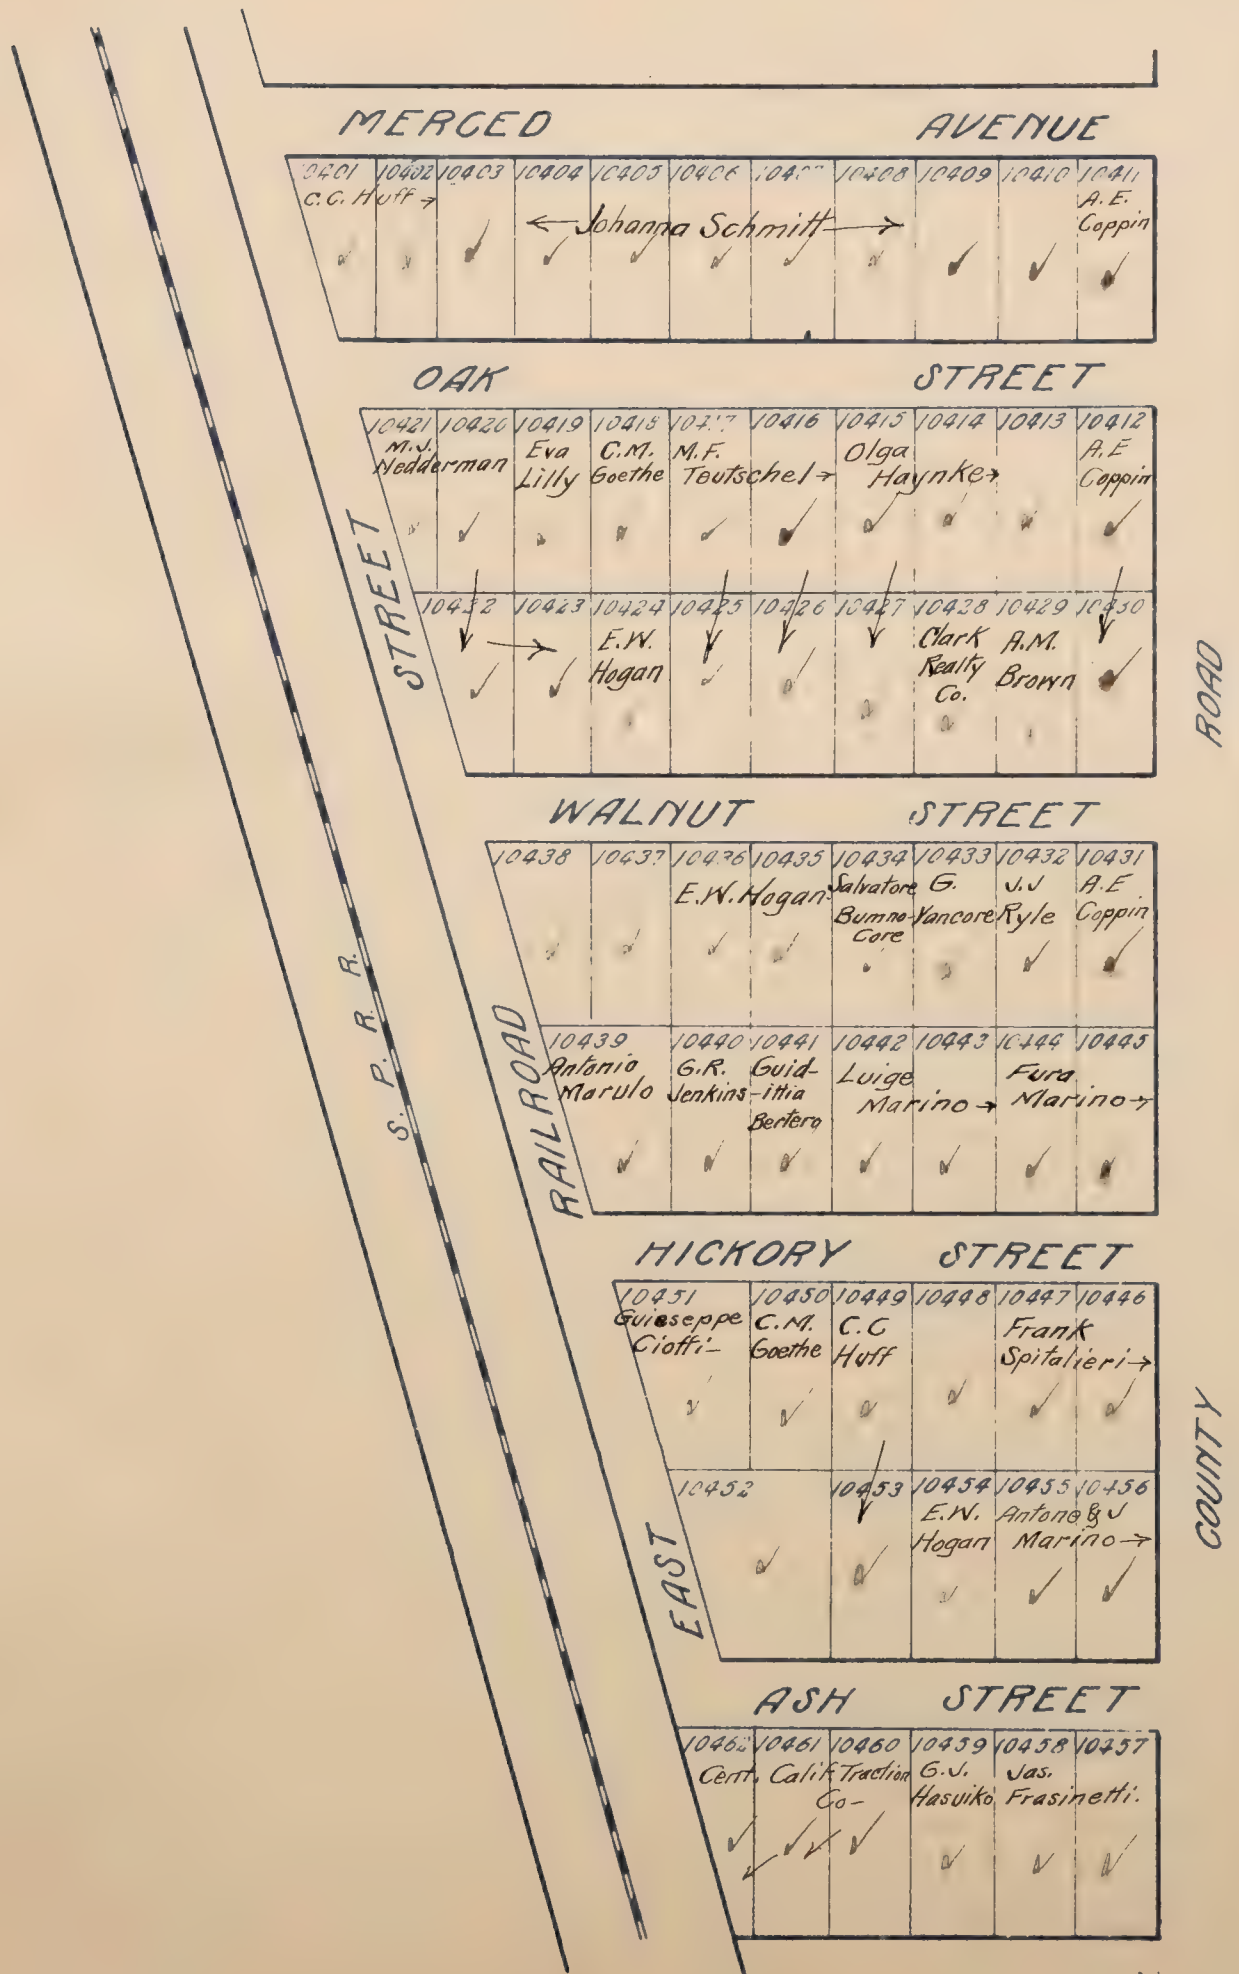 MERCED AVENUE
10401 10402 10403 10404 10405 10406 10408 10409 10410 10411
C.C. Huff →
← Johanna Schmitt →
A.E.
Coppin
OAK STREET
10421 10420 10419 10418 10417 10416 10415 10414 10413 10412
M.J.
Nedderman
Eva
Lilly
C.M.
Goethe
M.F.
Teutschel →
Olga
Haynke →
A.E
Coppin
10423 10424 10425 10426 10427 10428 10429 10430
E.W.
Hogan
Clark
Realty
Co.
A.M.
Brown
WALNUT STREET
10438 10437 10436 10435 10434 10433 10432 10431
E.W. Hogan-
Salvatore
Bumno-
Core
G.
Vancore
J.J
Ryle
A.E
Coppin
10439 10440 10441 10442 10443 10444 10445
Antonio
Marulo
G.R.
Jenkins
Guid-
-ittia
Bertero
Luige
Marino →
Fura
Marino →
HICKORY STREET
10451 10450 10449 10448 10447 10446
Guieseppe
Cioffi-
C.M.
Goethe
C.C
Huff
Frank
Spitalieri →
10452 10453 10454 10455 10456
E.W.
Hogan
Antone & J
Marino →
ASH STREET
10462 10461 10460 10459 10458 10457
Cent. Calif. Traction
Co-
G.J.
Hasuiko
Jas.
Frasinetti.
EAST RAILROAD STREET
S. P. R. R.
COUNTY ROAD